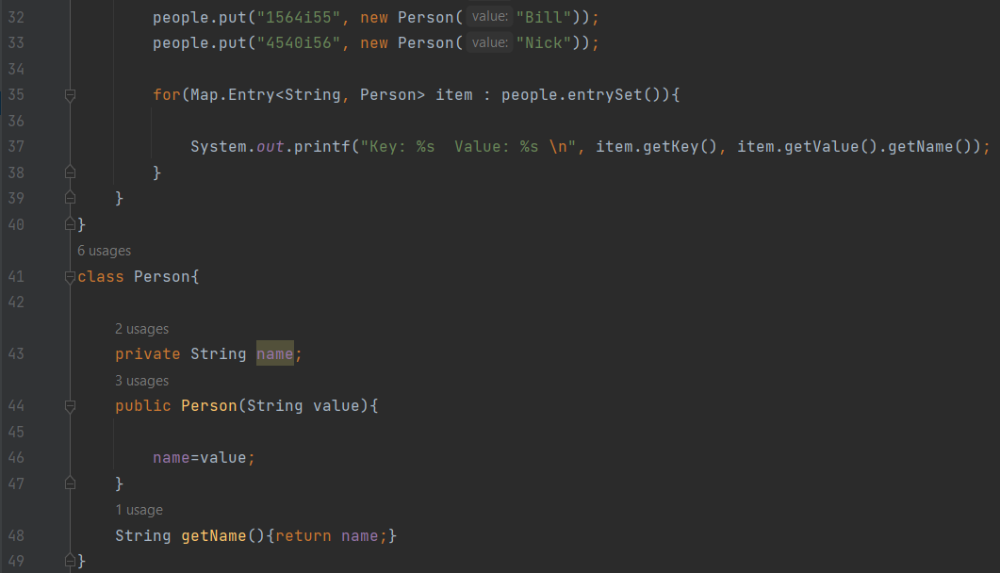 32 people.put("1564i55", new Person( value: "Bill"));
33 people.put("4540i56", new Person( value: "Nick"));
34
35 for(Map.Entry<String, Person> item : people.entrySet()){
36
37 System.out.printf("Key: %s  Value: %s \n", item.getKey(), item.getValue().getName());
38 }
39 }
40 }
6 usages
41 class Person{
42
2 usages
43 private String name;
3 usages
44 public Person(String value){
45
46 name=value;
47 }
1 usage
48 String getName(){return name;}
49 }